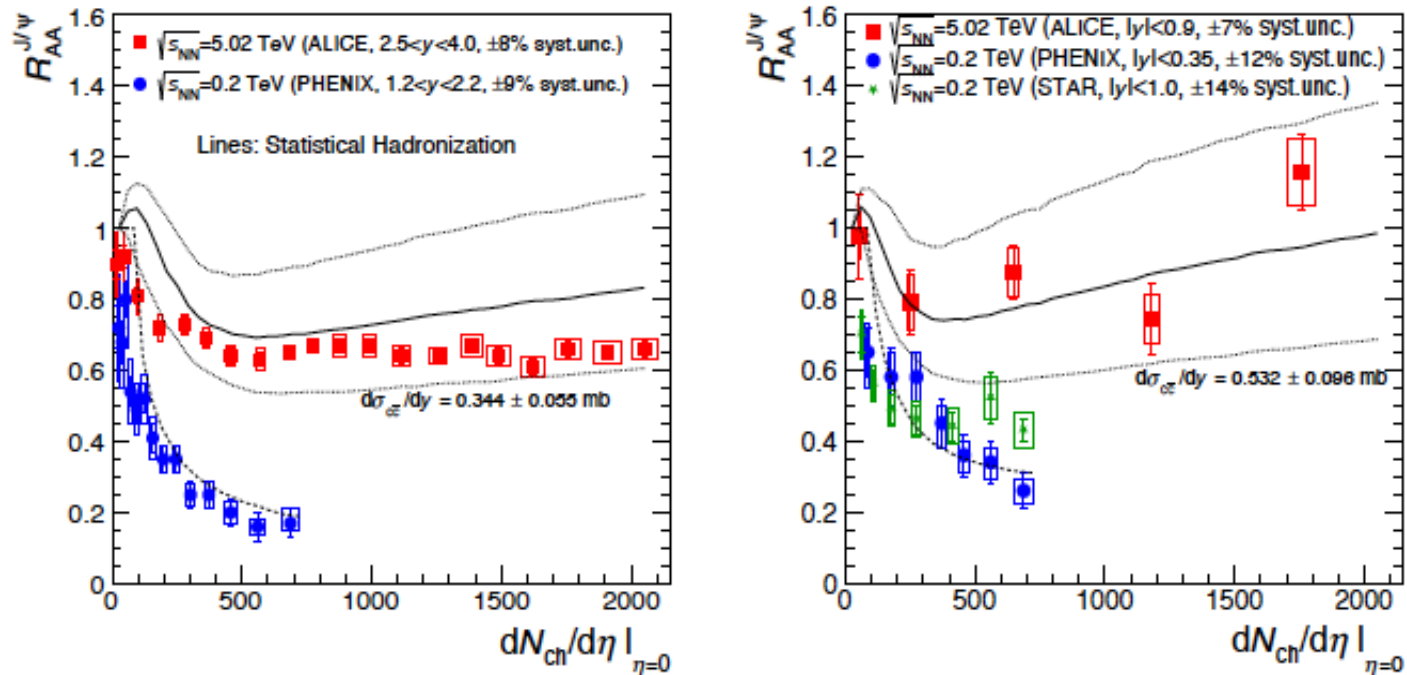 R_AA^J/ψ
1.6
1.4
1.2
1
0.8
0.6
0.4
0.2
0
√s_NN=5.02 TeV (ALICE, 2.5<y<4.0, ±8% syst.unc.)
√s_NN=0.2 TeV (PHENIX, 1.2<y<2.2, ±9% syst.unc.)
Lines: Statistical Hadronization
dσ_cc̄/dy = 0.344 ± 0.055 mb
0 500 1000 1500 2000
dN_ch/dη |_η=0
R_AA^J/ψ
1.6
1.4
1.2
1
0.8
0.6
0.4
0.2
0
√s_NN=5.02 TeV (ALICE, |y|<0.9, ±7% syst.unc.)
√s_NN=0.2 TeV (PHENIX, |y|<0.35, ±12% syst.unc.)
√s_NN=0.2 TeV (STAR, |y|<1.0, ±14% syst.unc.)
dσ_cc̄/dy = 0.532 ± 0.096 mb
0 500 1000 1500 2000
dN_ch/dη |_η=0